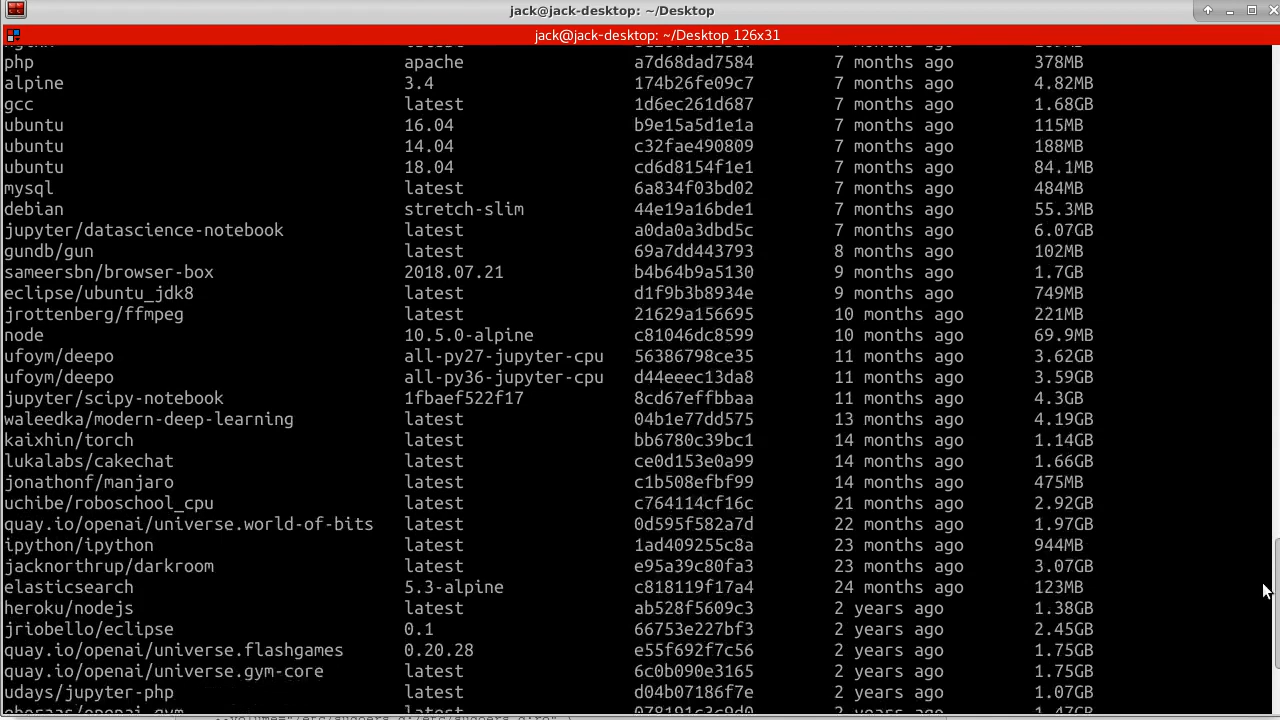 jack@jack-desktop: ~/Desktop
jack@jack-desktop: ~/Desktop 126x31
php apache a7d68dad7584 7 months ago 378MB
alpine 3.4 174b26fe09c7 7 months ago 4.82MB
gcc latest 1d6ec261d687 7 months ago 1.68GB
ubuntu 16.04 b9e15a5d1e1a 7 months ago 115MB
ubuntu 14.04 c32fae490809 7 months ago 188MB
ubuntu 18.04 cd6d8154f1e1 7 months ago 84.1MB
mysql latest 6a834f03bd02 7 months ago 484MB
debian stretch-slim 44e19a16bde1 7 months ago 55.3MB
jupyter/datascience-notebook latest a0da0a3dbd5c 7 months ago 6.07GB
gundb/gun latest 69a7dd443793 8 months ago 102MB
sameersbn/browser-box 2018.07.21 b4b64b9a5130 9 months ago 1.7GB
eclipse/ubuntu_jdk8 latest d1f9b3b8934e 9 months ago 749MB
jrottenberg/ffmpeg latest 21629a156695 10 months ago 221MB
node 10.5.0-alpine c81046dc8599 10 months ago 69.9MB
ufoym/deepo all-py27-jupyter-cpu 56386798ce35 11 months ago 3.62GB
ufoym/deepo all-py36-jupyter-cpu d44eeec13da8 11 months ago 3.59GB
jupyter/scipy-notebook 1fbaef522f17 8cd67effbbaa 11 months ago 4.3GB
waleedka/modern-deep-learning latest 04b1e77dd575 13 months ago 4.19GB
kaixhin/torch latest bb6780c39bc1 14 months ago 1.14GB
lukalabs/cakechat latest ce0d153e0a99 14 months ago 1.66GB
jonathonf/manjaro latest c1b508efbf99 14 months ago 475MB
uchibe/roboschool_cpu latest c764114cf16c 21 months ago 2.92GB
quay.io/openai/universe.world-of-bits latest 0d595f582a7d 22 months ago 1.97GB
ipython/ipython latest 1ad409255c8a 23 months ago 944MB
jacknorthrup/darkroom latest e95a39c80fa3 23 months ago 3.07GB
elasticsearch 5.3-alpine c818119f17a4 24 months ago 123MB
heroku/nodejs latest ab528f5609c3 2 years ago 1.38GB
jriobello/eclipse 0.1 66753e227bf3 2 years ago 2.45GB
quay.io/openai/universe.flashgames 0.20.28 e55f692f7c56 2 years ago 1.75GB
quay.io/openai/universe.gym-core latest 6c0b090e3165 2 years ago 1.75GB
udays/jupyter-php latest d04b07186f7e 2 years ago 1.07GB
latest 2 years ago 1.47GB